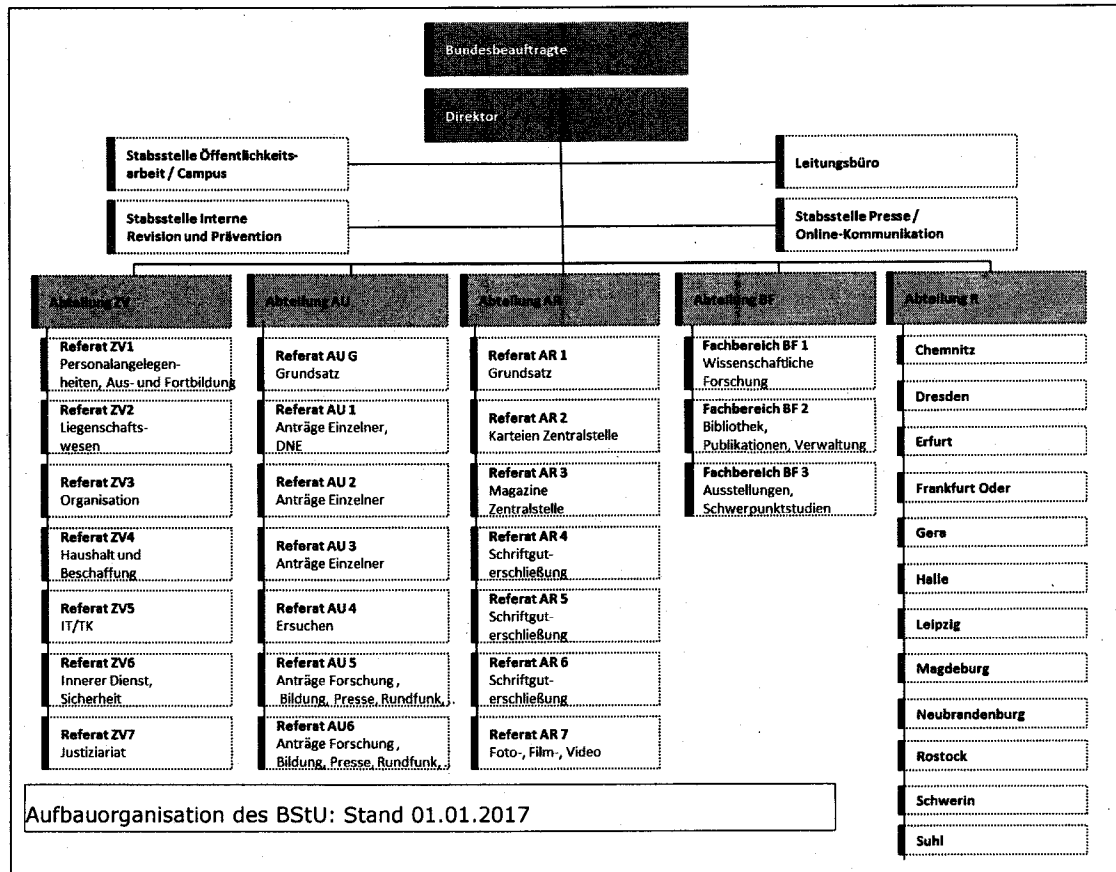 Bundesbeauftragte
Direktor
Stabsstelle Öffentlichkeits-
arbeit / Campus
Leitungsbüro
Stabsstelle Interne
Revision und Prävention
Stabsstelle Presse /
Online-Kommunikation
Abteilung ZV
Referat ZV1
Personalangelegen-
heiten, Aus- und Fortbildung
Referat ZV2
Liegenschafts-
wesen
Referat ZV3
Organisation
Referat ZV4
Haushalt und
Beschaffung
Referat ZV5
IT/TK
Referat ZV6
Innerer Dienst,
Sicherheit
Referat ZV7
Justiziariat
Abteilung AU
Referat AU G
Grundsatz
Referat AU 1
Anträge Einzelner,
DNE
Referat AU 2
Anträge Einzelner
Referat AU 3
Anträge Einzelner
Referat AU 4
Ersuchen
Referat AU 5
Anträge Forschung ,
Bildung, Presse, Rundfunk, ..
Referat AU6
Anträge Forschung ,
Bildung, Presse, Rundfunk, ..
Abteilung AR
Referat AR 1
Grundsatz
Referat AR 2
Karteien Zentralstelle
Referat AR 3
Magazine
Zentralstelle
Referat AR 4
Schriftgut-
erschließung
Referat AR 5
Schriftgut-
erschließung
Referat AR 6
Schriftgut-
erschließung
Referat AR 7
Foto-, Film-, Video
Abteilung BF
Fachbereich BF 1
Wissenschaftliche
Forschung
Fachbereich BF 2
Bibliothek,
Publikationen, Verwaltung
Fachbereich BF 3
Ausstellungen,
Schwerpunktstudien
Abteilung R
Chemnitz
Dresden
Erfurt
Frankfurt Oder
Gera
Halle
Leipzig
Magdeburg
Neubrandenburg
Rostock
Schwerin
Suhl
Aufbauorganisation des BStU: Stand 01.01.2017